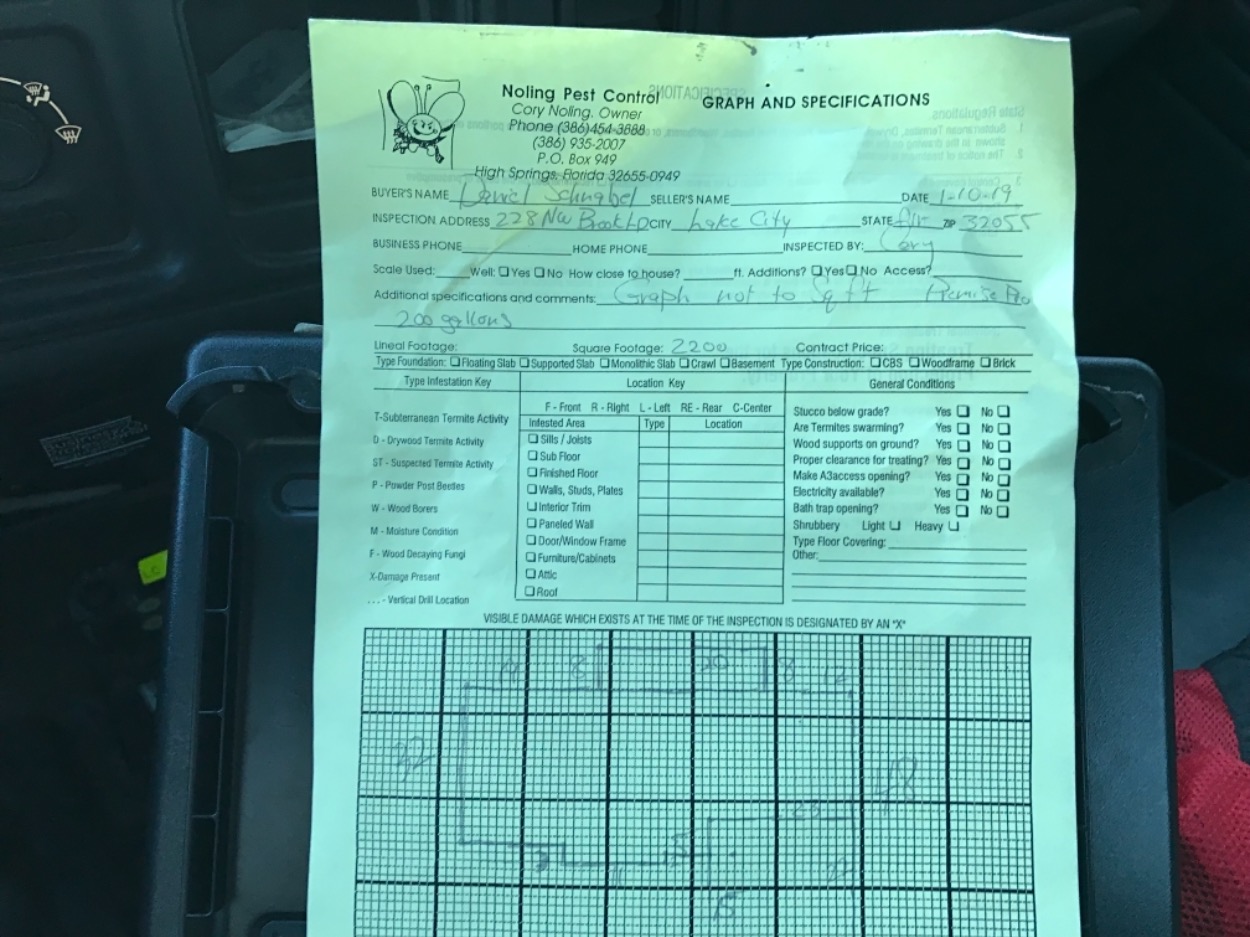 Noling Pest Control
GRAPH AND SPECIFICATIONS
Cory Noling, Owner
Phone (386) 454-3888
(386) 935-2007
P.O. Box 949
High Springs, Florida 32655-0949
BUYER'S NAME Daniel Schnabel SELLER'S NAME DATE 1-10-19
INSPECTION ADDRESS 228 NW Brook CITY Lake City STATE ZIP 32055
BUSINESS PHONE HOME PHONE INSPECTED BY: Cory
Scale Used: Well: ☐ Yes ☐ No How close to house? ft. Additions? ☐ Yes ☐ No Access?
Additional specifications and comments: Graph not to Sq ft Premise Pro
200 gallons
Lineal Footage: Square Footage: 2200 Contract Price:
Type Foundation: ☐ Floating Slab ☐ Supported Slab ☐ Monolithic Slab ☐ Crawl ☐ Basement Type Construction: ☐ CBS ☐ Woodframe ☐ Brick
Type Infestation Key
T-Subterranean Termite Activity
D - Drywood Termite Activity
ST - Suspected Termite Activity
P - Powder Post Beetles
W - Wood Borers
M - Moisture Condition
F - Wood Decaying Fungi
X-Damage Present
... - Vertical Drill Location
Location Key
F - Front R - Right L - Left RE - Rear C-Center
Infested Area Type Location
☐ Sills / Joists
☐ Sub Floor
☐ Finished Floor
☐ Walls, Studs, Plates
☐ Interior Trim
☐ Paneled Wall
☐ Door/Window Frame
☐ Furniture/Cabinets
☐ Attic
☐ Roof
General Conditions
Stucco below grade? Yes ☐ No ☐
Are Termites swarming? Yes ☐ No ☐
Wood supports on ground? Yes ☐ No ☐
Proper clearance for treating? Yes ☐ No ☐
Make A3access opening? Yes ☐ No ☐
Electricity available? Yes ☐ No ☐
Bath trap opening? Yes ☐ No ☐
Shrubbery Light ☐ Heavy ☐
Type Floor Covering:
Other:
VISIBLE DAMAGE WHICH EXISTS AT THE TIME OF THE INSPECTION IS DESIGNATED BY AN "X"
8 20 8 12
32 48
23